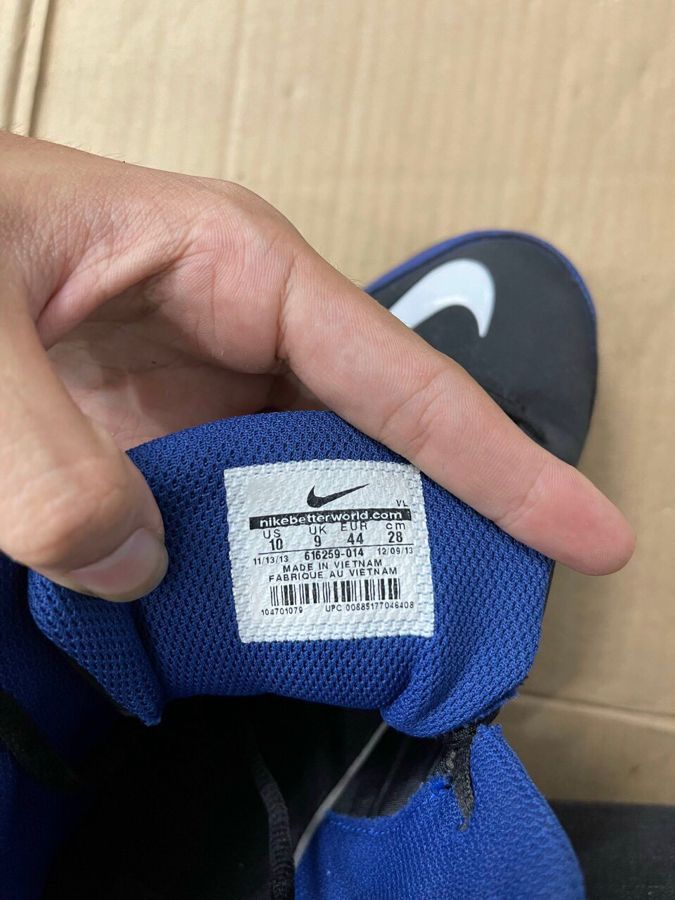 VL
nikebetterworld.com
US UK EUR cm
10 9 44 28
11/13/13 616259-014 12/09/13
MADE IN VIETNAM
FABRIQUE AU VIETNAM
104701079 UPC 00885177046408